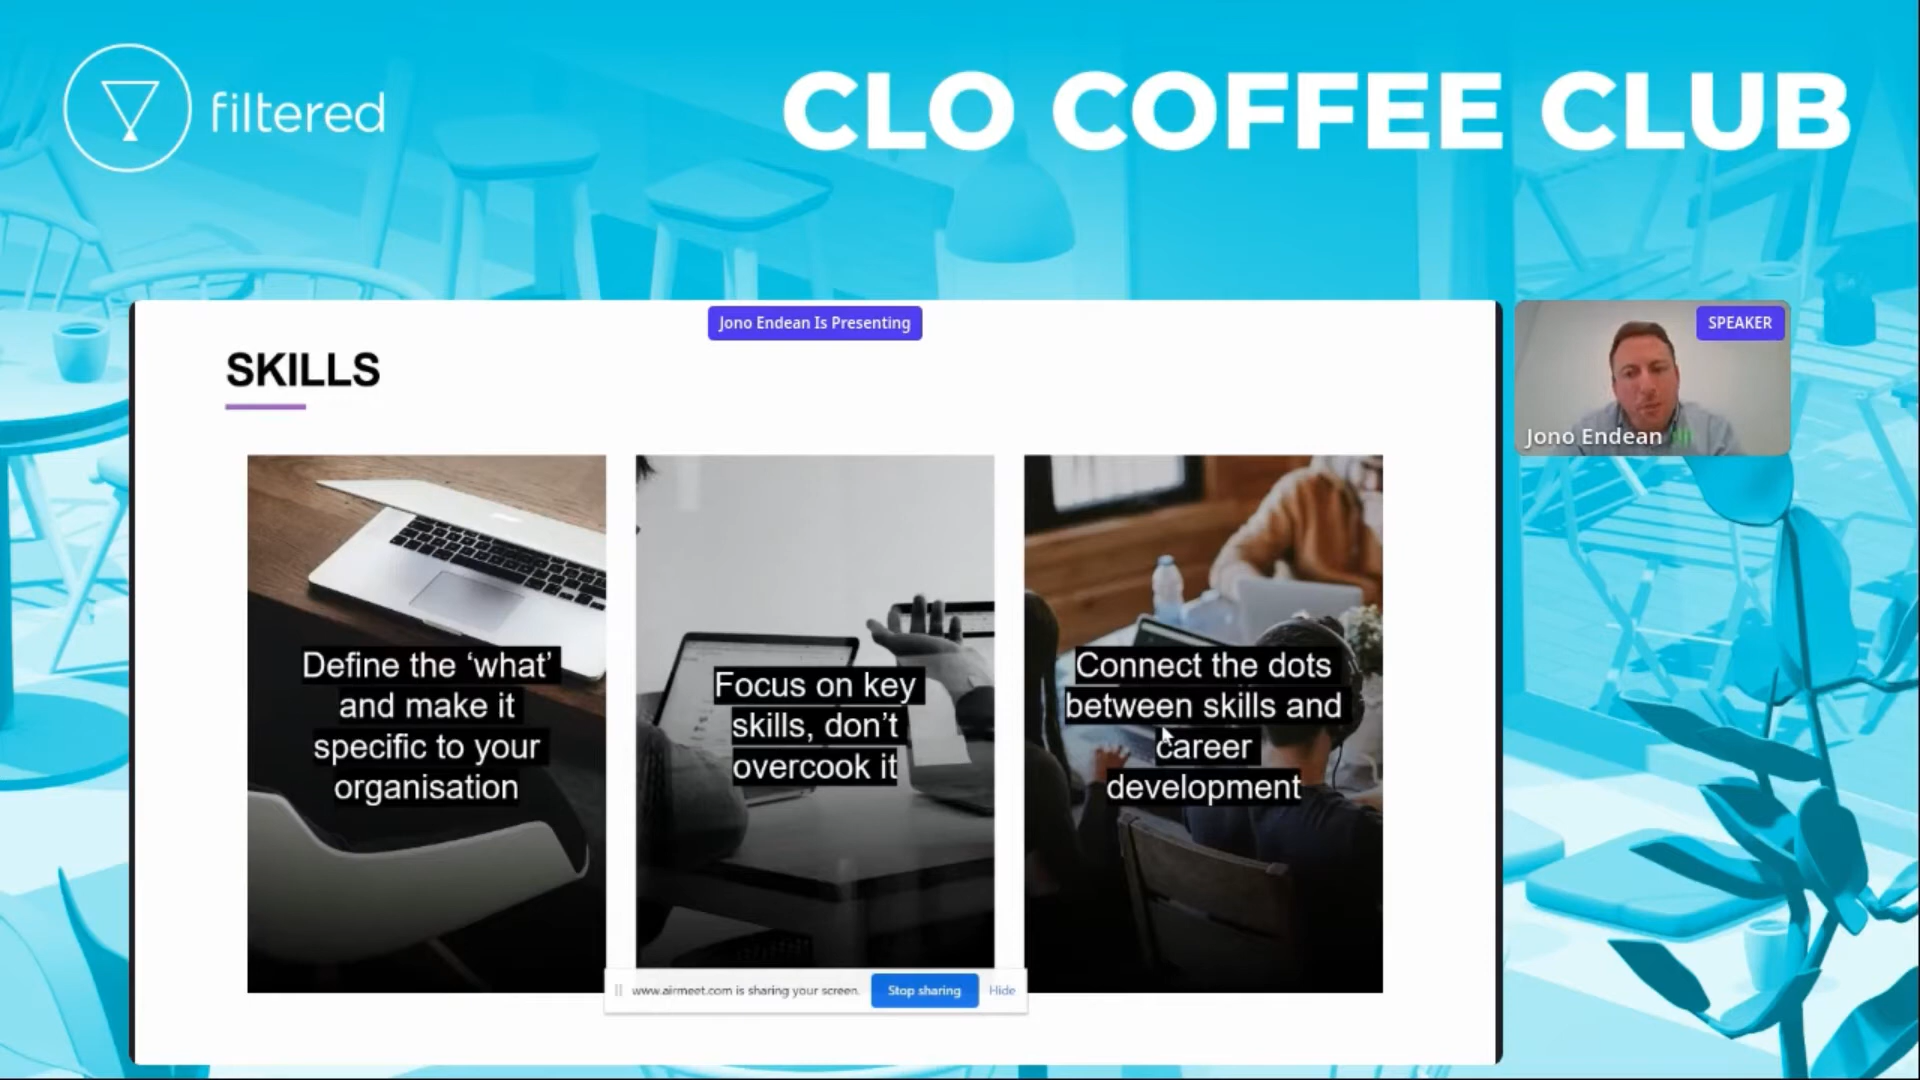 filtered
CLO COFFEE CLUB
Jono Endean Is Presenting
SPEAKER
Jono Endean
SKILLS
Define the ‘what’
and make it
specific to your
organisation
Focus on key
skills, don’t
overcook it
Connect the dots
between skills and
career
development
www.airmeet.com is sharing your screen.
Stop sharing
Hide